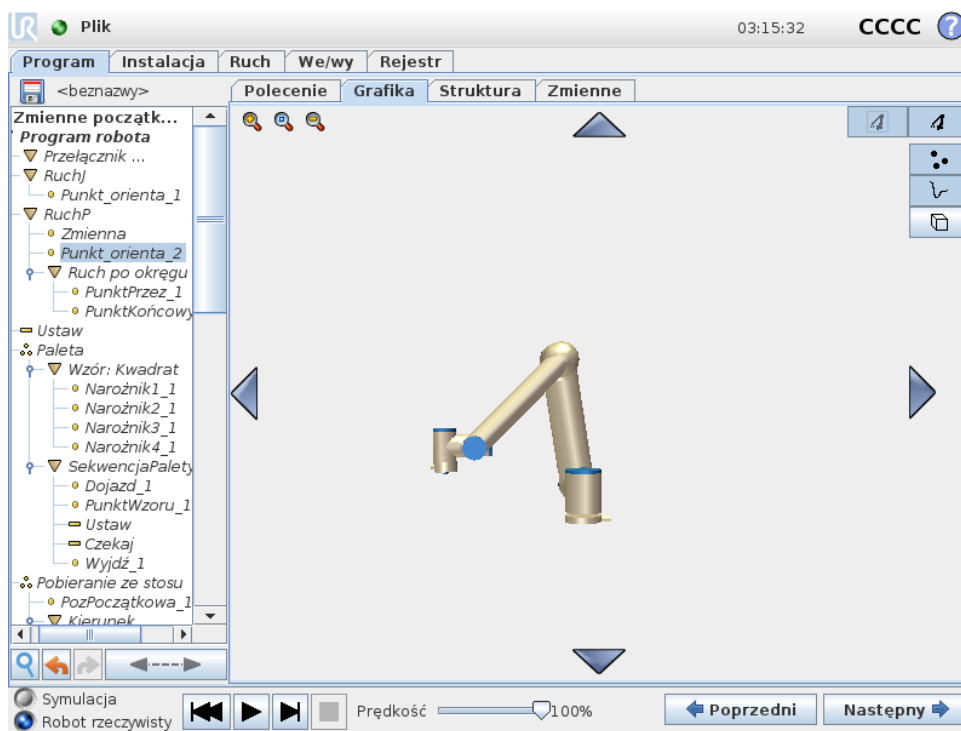 UR Plik 03:15:32 CCCC ?
Program Instalacja Ruch We/wy Rejestr
<beznazwy> Polecenie Grafika Struktura Zmienne
Zmienne początk...
Program robota
Przełącznik ...
RuchJ
Punkt_orienta_1
RuchP
Zmienna
Punkt_orienta_2
Ruch po okręgu
PunktPrzez_1
PunktKońcowy
Ustaw
Paleta
Wzór: Kwadrat
Narożnik1_1
Narożnik2_1
Narożnik3_1
Narożnik4_1
SekwencjaPalety
Dojazd_1
PunktWzoru_1
Ustaw
Czekaj
Wyjdź_1
Pobieranie ze stosu
PozPoczątkowa_1
Kierunek
Symulacja
Robot rzeczywisty
Prędkość 100%
Poprzedni Następny